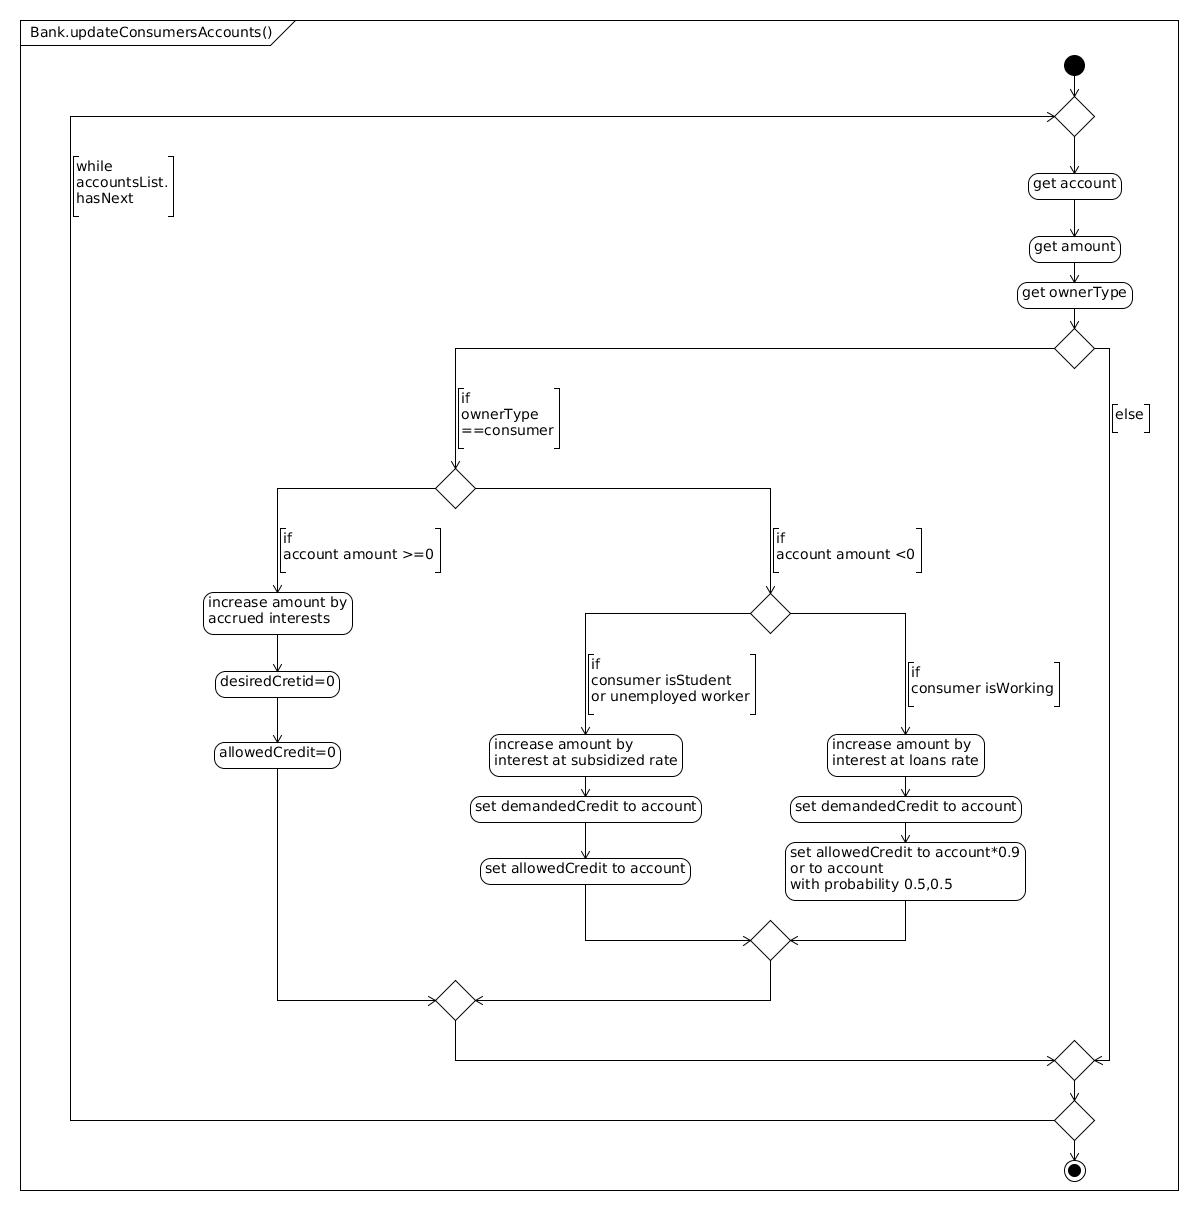 Bank.updateConsumersAccounts()
while
accountsList.
hasNext
get account
get amount
get ownerType
if
ownerType
==consumer
else
if
account amount >=0
if
account amount <0
increase amount by
accrued interests
desiredCretid=0
allowedCredit=0
if
consumer isStudent
or unemployed worker
if
consumer isWorking
increase amount by
interest at subsidized rate
set demandedCredit to account
set allowedCredit to account
increase amount by
interest at loans rate
set demandedCredit to account
set allowedCredit to account*0.9
or to account
with probability 0.5,0.5